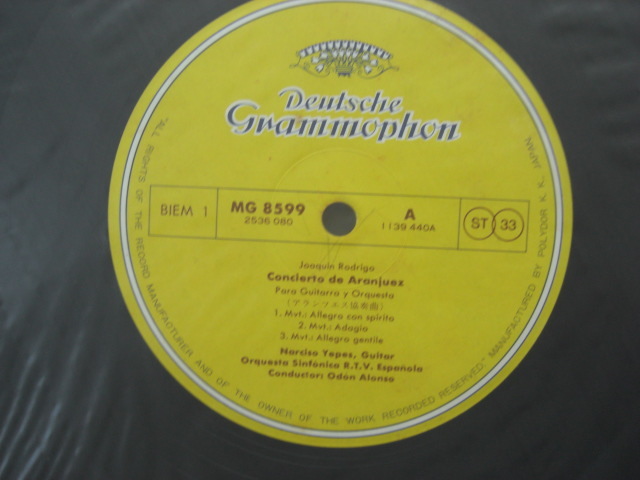 Deutsche
Grammophon
BIEM 1
MG 8599
2536 080
A
1139 440A
ST 33
Joaquin Rodrigo
Concierto de Aranjuez
Para Guitarra y Orquesta
(アランフエス協奏曲)
1. Mvt.: Allegro con spirito
2. Mvt.: Adagio
3. Mvt.: Allegro gentile
Narciso Yepes, Guitar
Orquesta Sinfónica R.T.V. Española
Conductor: Odón Alonso
"ALL RIGHTS OF THE RECORD MANUFACTURER AND OF THE OWNER OF THE WORK RECORDED RESERVED." MANUFACTURED BY POLYDOR K. K. JAPAN.